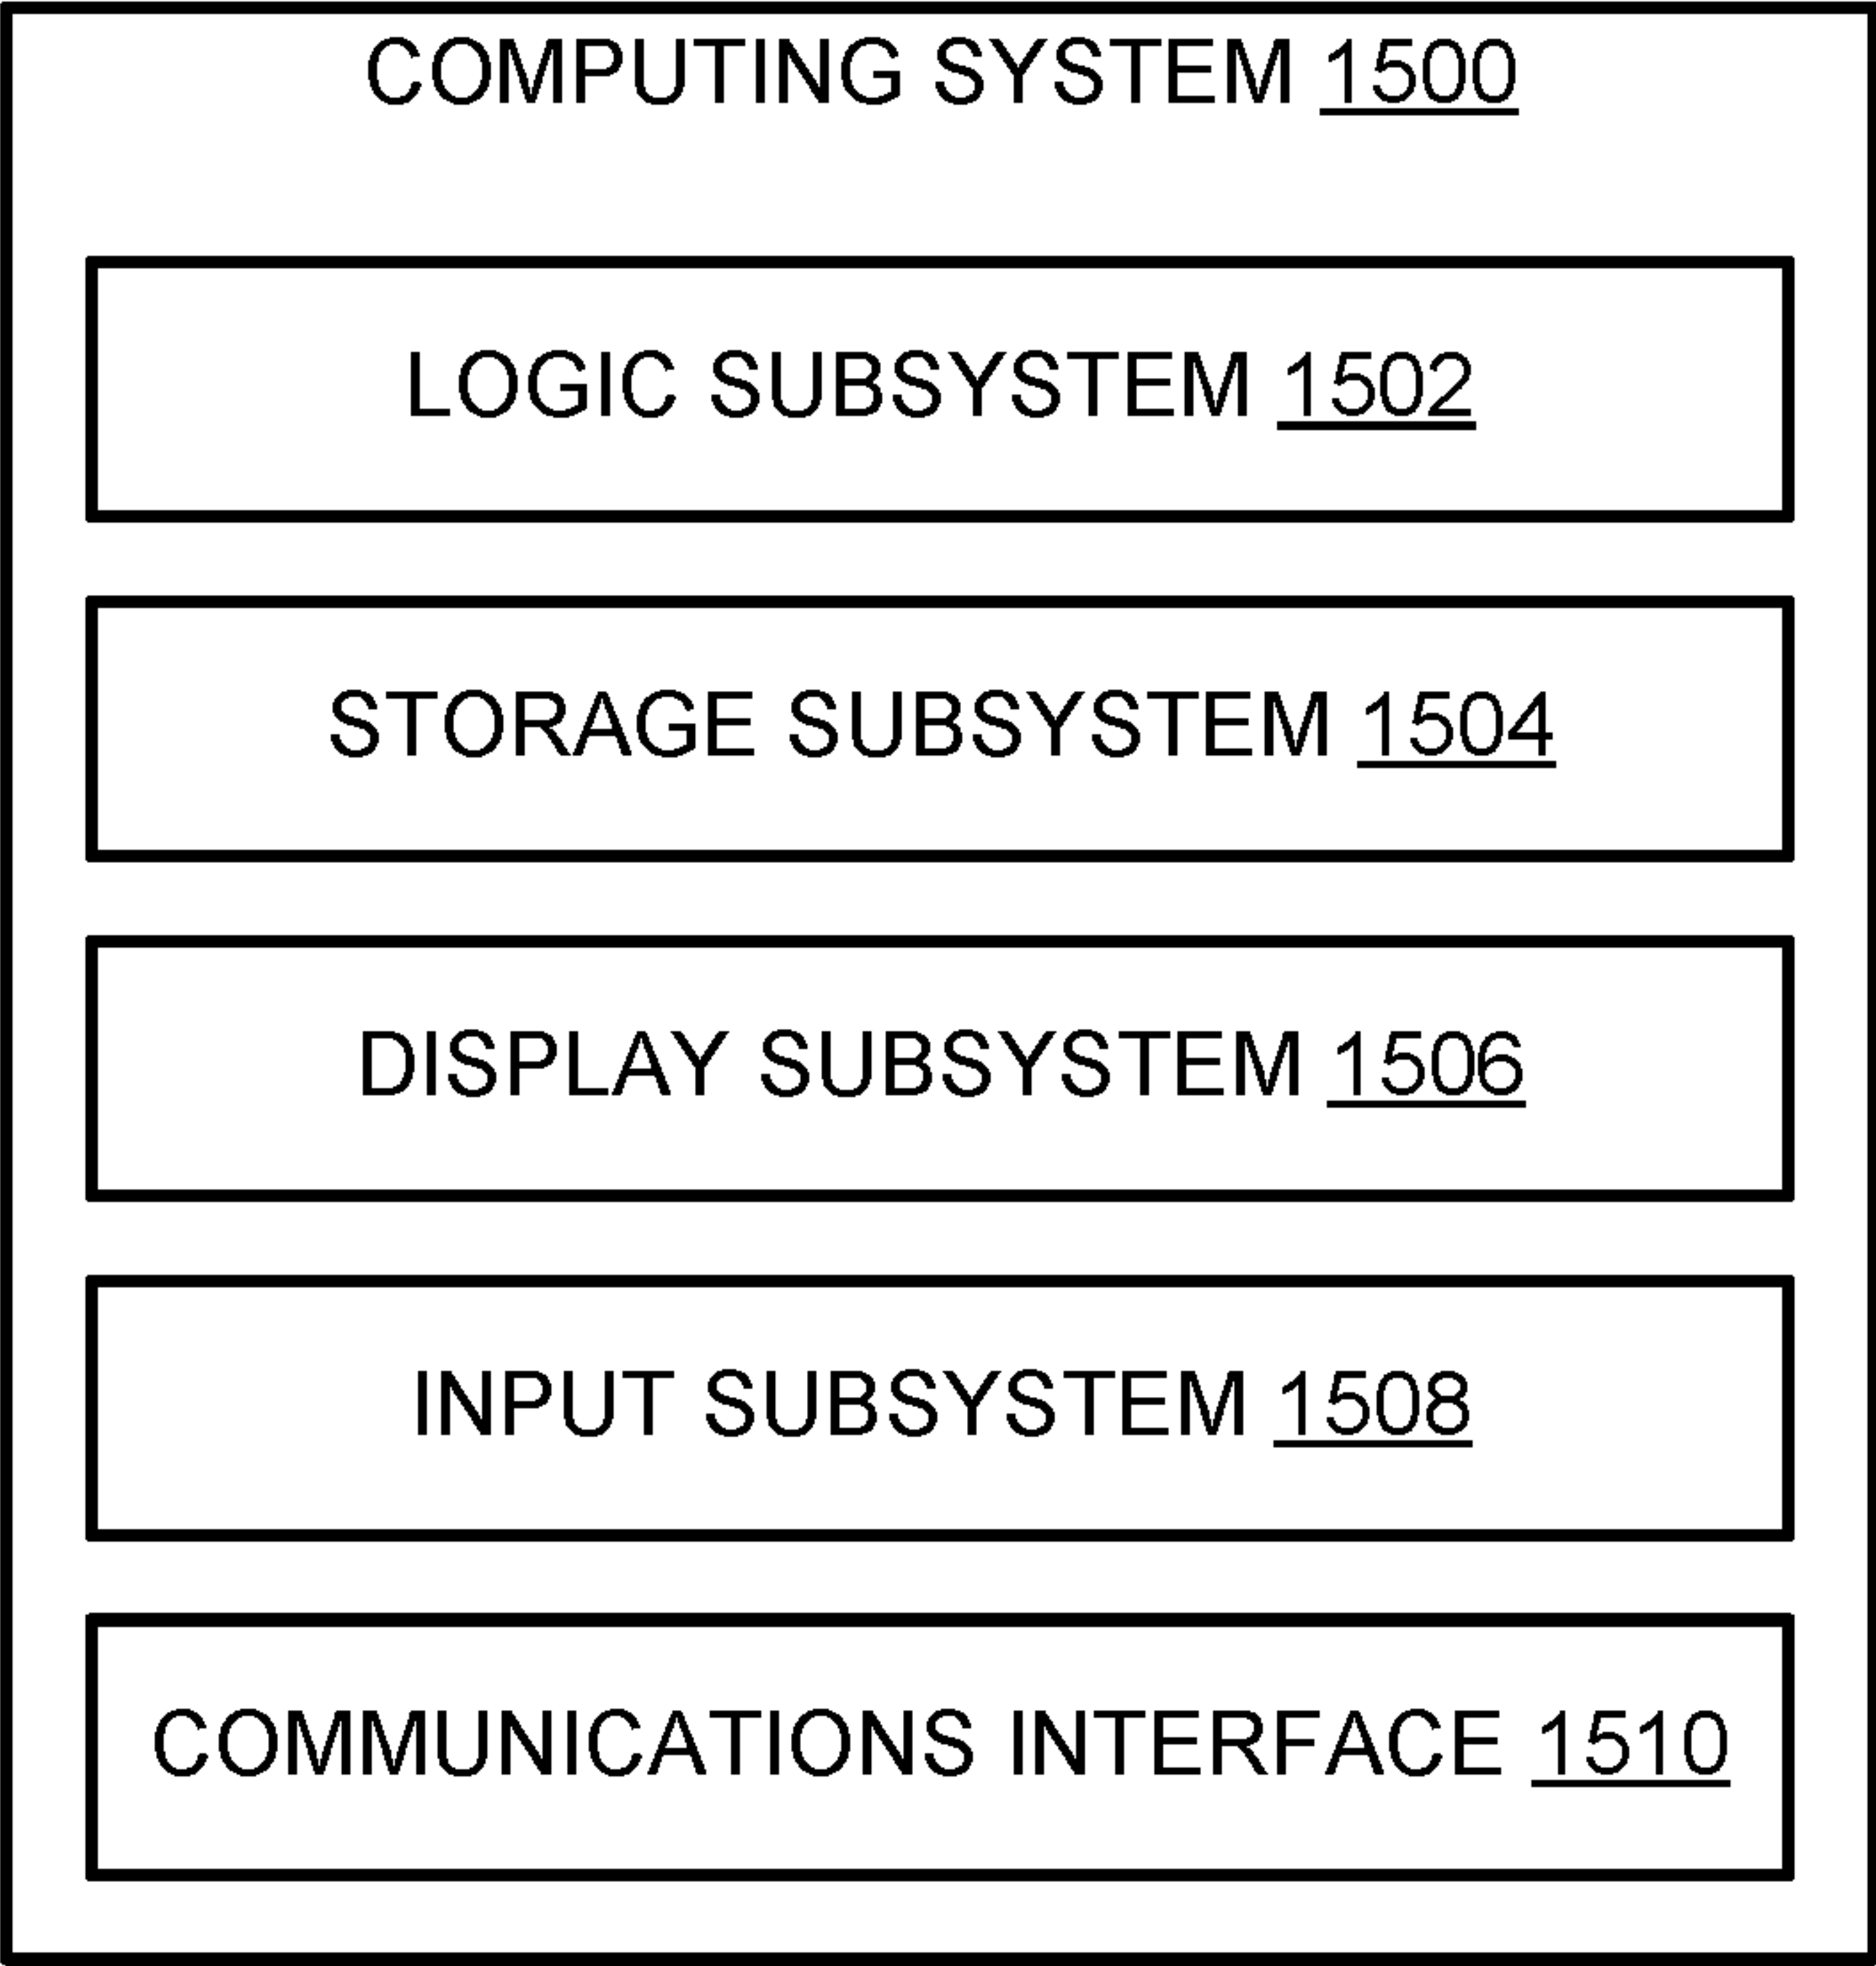 COMPUTING SYSTEM 1500
LOGIC SUBSYSTEM 1502
STORAGE SUBSYSTEM 1504
DISPLAY SUBSYSTEM 1506
INPUT SUBSYSTEM 1508
COMMUNICATIONS INTERFACE 1510